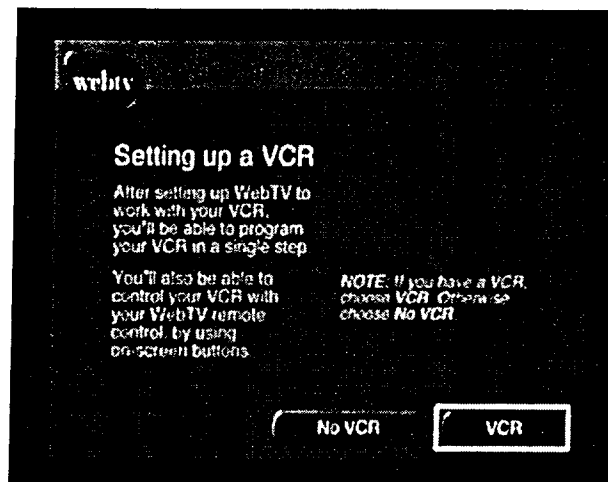 webtv
Setting up a VCR
After setting up WebTV to
work with your VCR,
you'll be able to program
your VCR in a single step
You'll also be able to
control your VCR with
your WebTV remote
control, by using
on-screen buttons.
NOTE: If you have a VCR,
choose VCR. Otherwise
choose No VCR.
No VCR
VCR